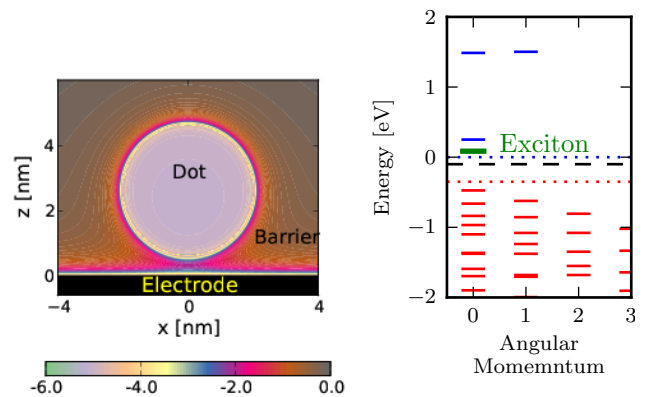 z [nm]
4
2
0
Dot
Barrier
Electrode
−4
0
4
x [nm]
-6.0
-4.0
-2.0
0.0
Energy [eV]
2
1
0
−1
−2
Exciton
0
1
2
3
Angular
Momemntum